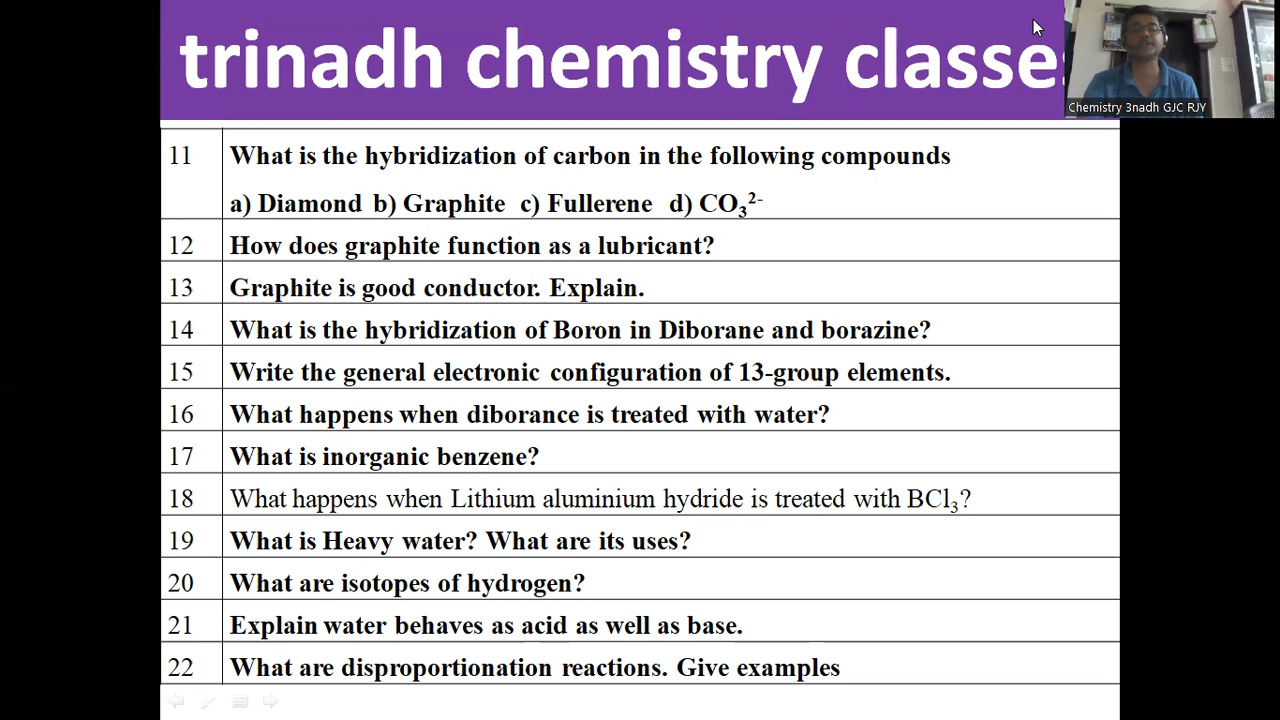 trinadh chemistry classes
Chemistry 3nadh GJC RJY
11 What is the hybridization of carbon in the following compounds
a) Diamond b) Graphite c) Fullerene d) CO₃²⁻
12 How does graphite function as a lubricant?
13 Graphite is good conductor. Explain.
14 What is the hybridization of Boron in Diborane and borazine?
15 Write the general electronic configuration of 13-group elements.
16 What happens when diborance is treated with water?
17 What is inorganic benzene?
18 What happens when Lithium aluminium hydride is treated with BCl₃?
19 What is Heavy water? What are its uses?
20 What are isotopes of hydrogen?
21 Explain water behaves as acid as well as base.
22 What are disproportionation reactions. Give examples